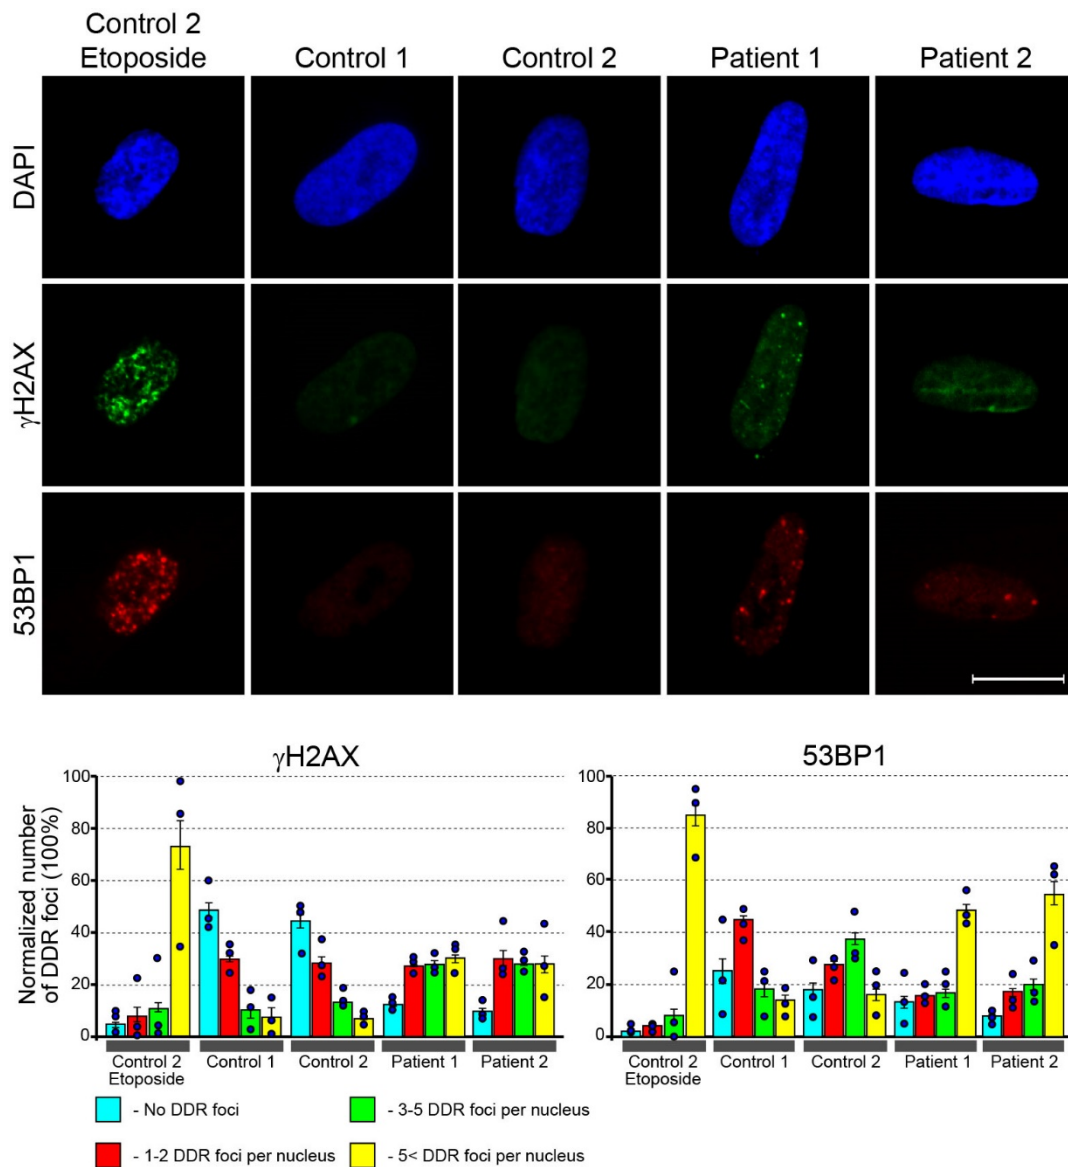 Control 2
Etoposide
Control 1
Control 2
Patient 1
Patient 2
DAPI
γH2AX
53BP1
γH2AX
53BP1
Normalized number
of DDR foci (100%)
100
80
60
40
20
0
100
80
60
40
20
0
Control 2
Etoposide
Control 1
Control 2
Patient 1
Patient 2
Control 2
Etoposide
Control 1
Control 2
Patient 1
Patient 2
- No DDR foci
- 3-5 DDR foci per nucleus
- 1-2 DDR foci per nucleus
- 5< DDR foci per nucleus